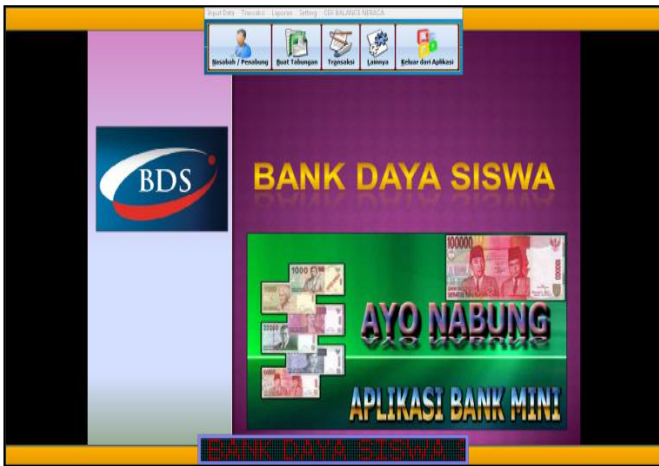 Input Data Transaksi Laporan Setting CEK BALANCE NERACA
Nasabah / Penabung Buat Tabungan Transaksi Lainnya Keluar dari Aplikasi
BDS
BANK DAYA SISWA
100000
1000
AYO NABUNG
APLIKASI BANK MINI
BANK DAYA SISWA